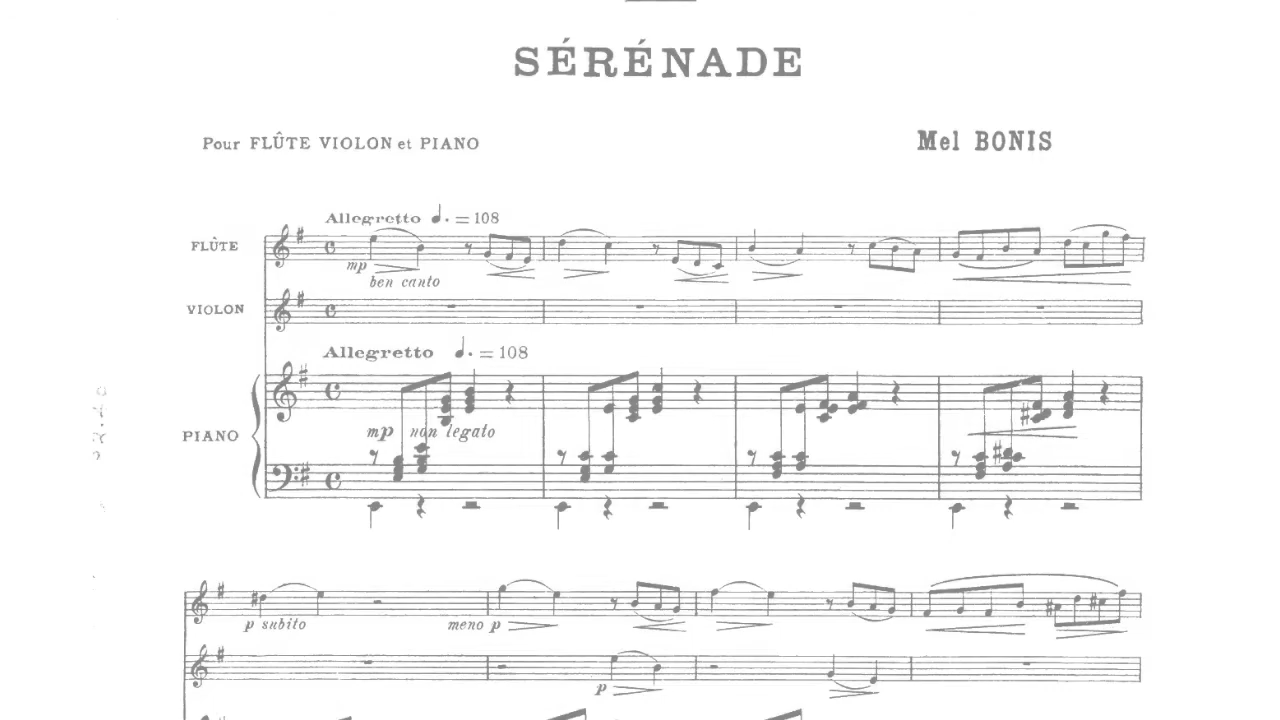 SÉRÉNADE
Pour FLÛTE VIOLON et PIANO
Mel BONIS
Allegretto ♩. = 108
FLÛTE
mp
ben canto
VIOLON
Allegretto ♩. = 108
PIANO
mp non legato
p subito
meno p
p